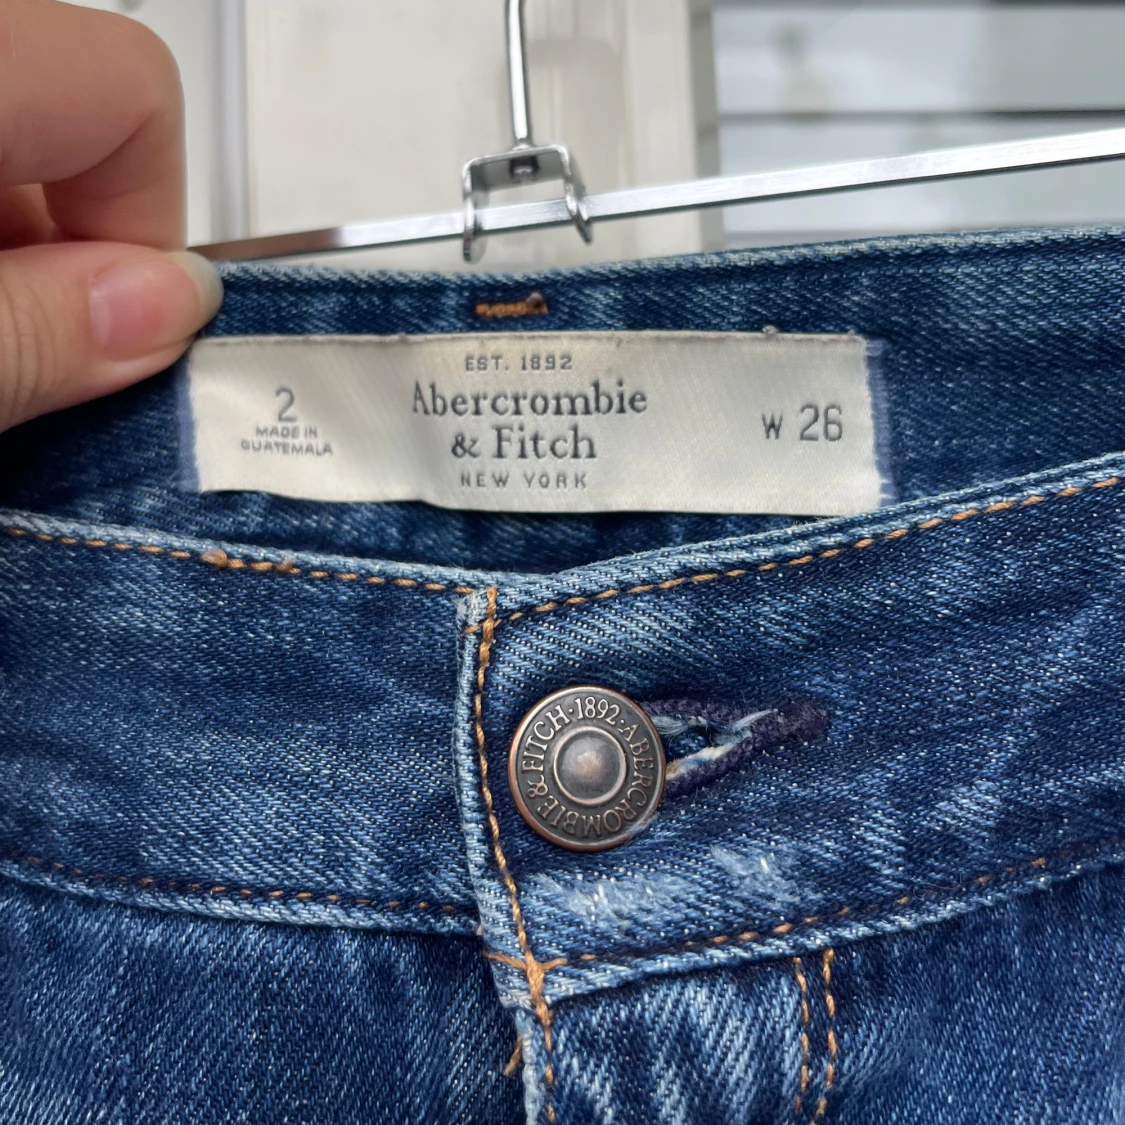 EST. 1892
Abercrombie
& Fitch
NEW YORK
2
MADE IN
GUATEMALA
W 26
ABERCROMBIE & FITCH · 1892 ·